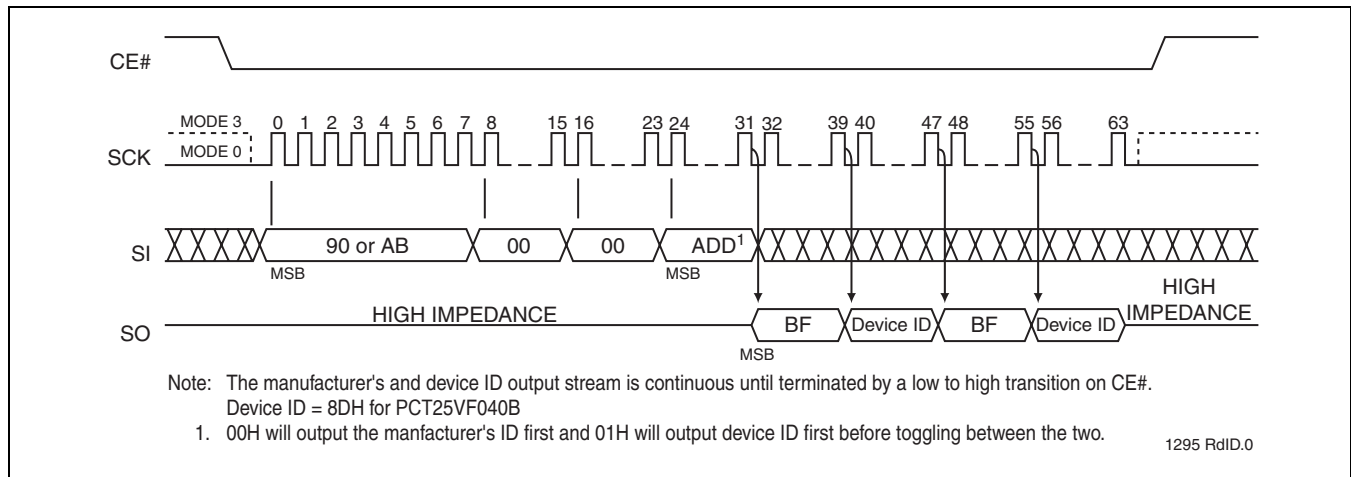 CE#
MODE 3 0 1 2 3 4 5 6 7 8 15 16 23 24 31 32 39 40 47 48 55 56 63
SCK MODE 0
SI 90 or AB 00 00 ADD1
MSB MSB
HIGH
SO HIGH IMPEDANCE BF Device ID BF Device ID IMPEDANCE
MSB
Note: The manufacturer's and device ID output stream is continuous until terminated by a low to high transition on CE#.
Device ID = 8DH for PCT25VF040B
1. 00H will output the manfacturer's ID first and 01H will output device ID first before toggling between the two.
1295 RdID.0